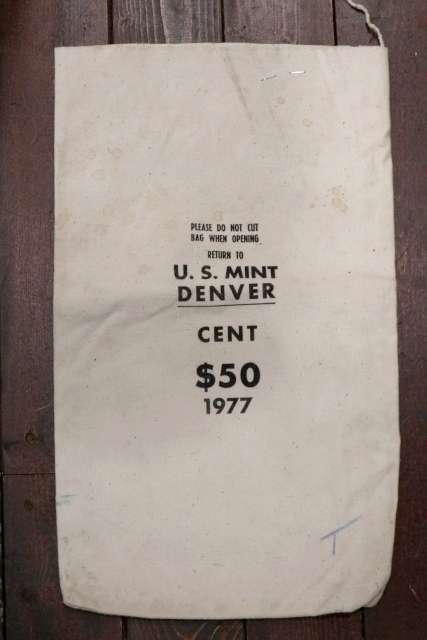 PLEASE DO NOT CUT
BAG WHEN OPENING
RETURN TO
U. S. MINT
DENVER
CENT
$50
1977
T